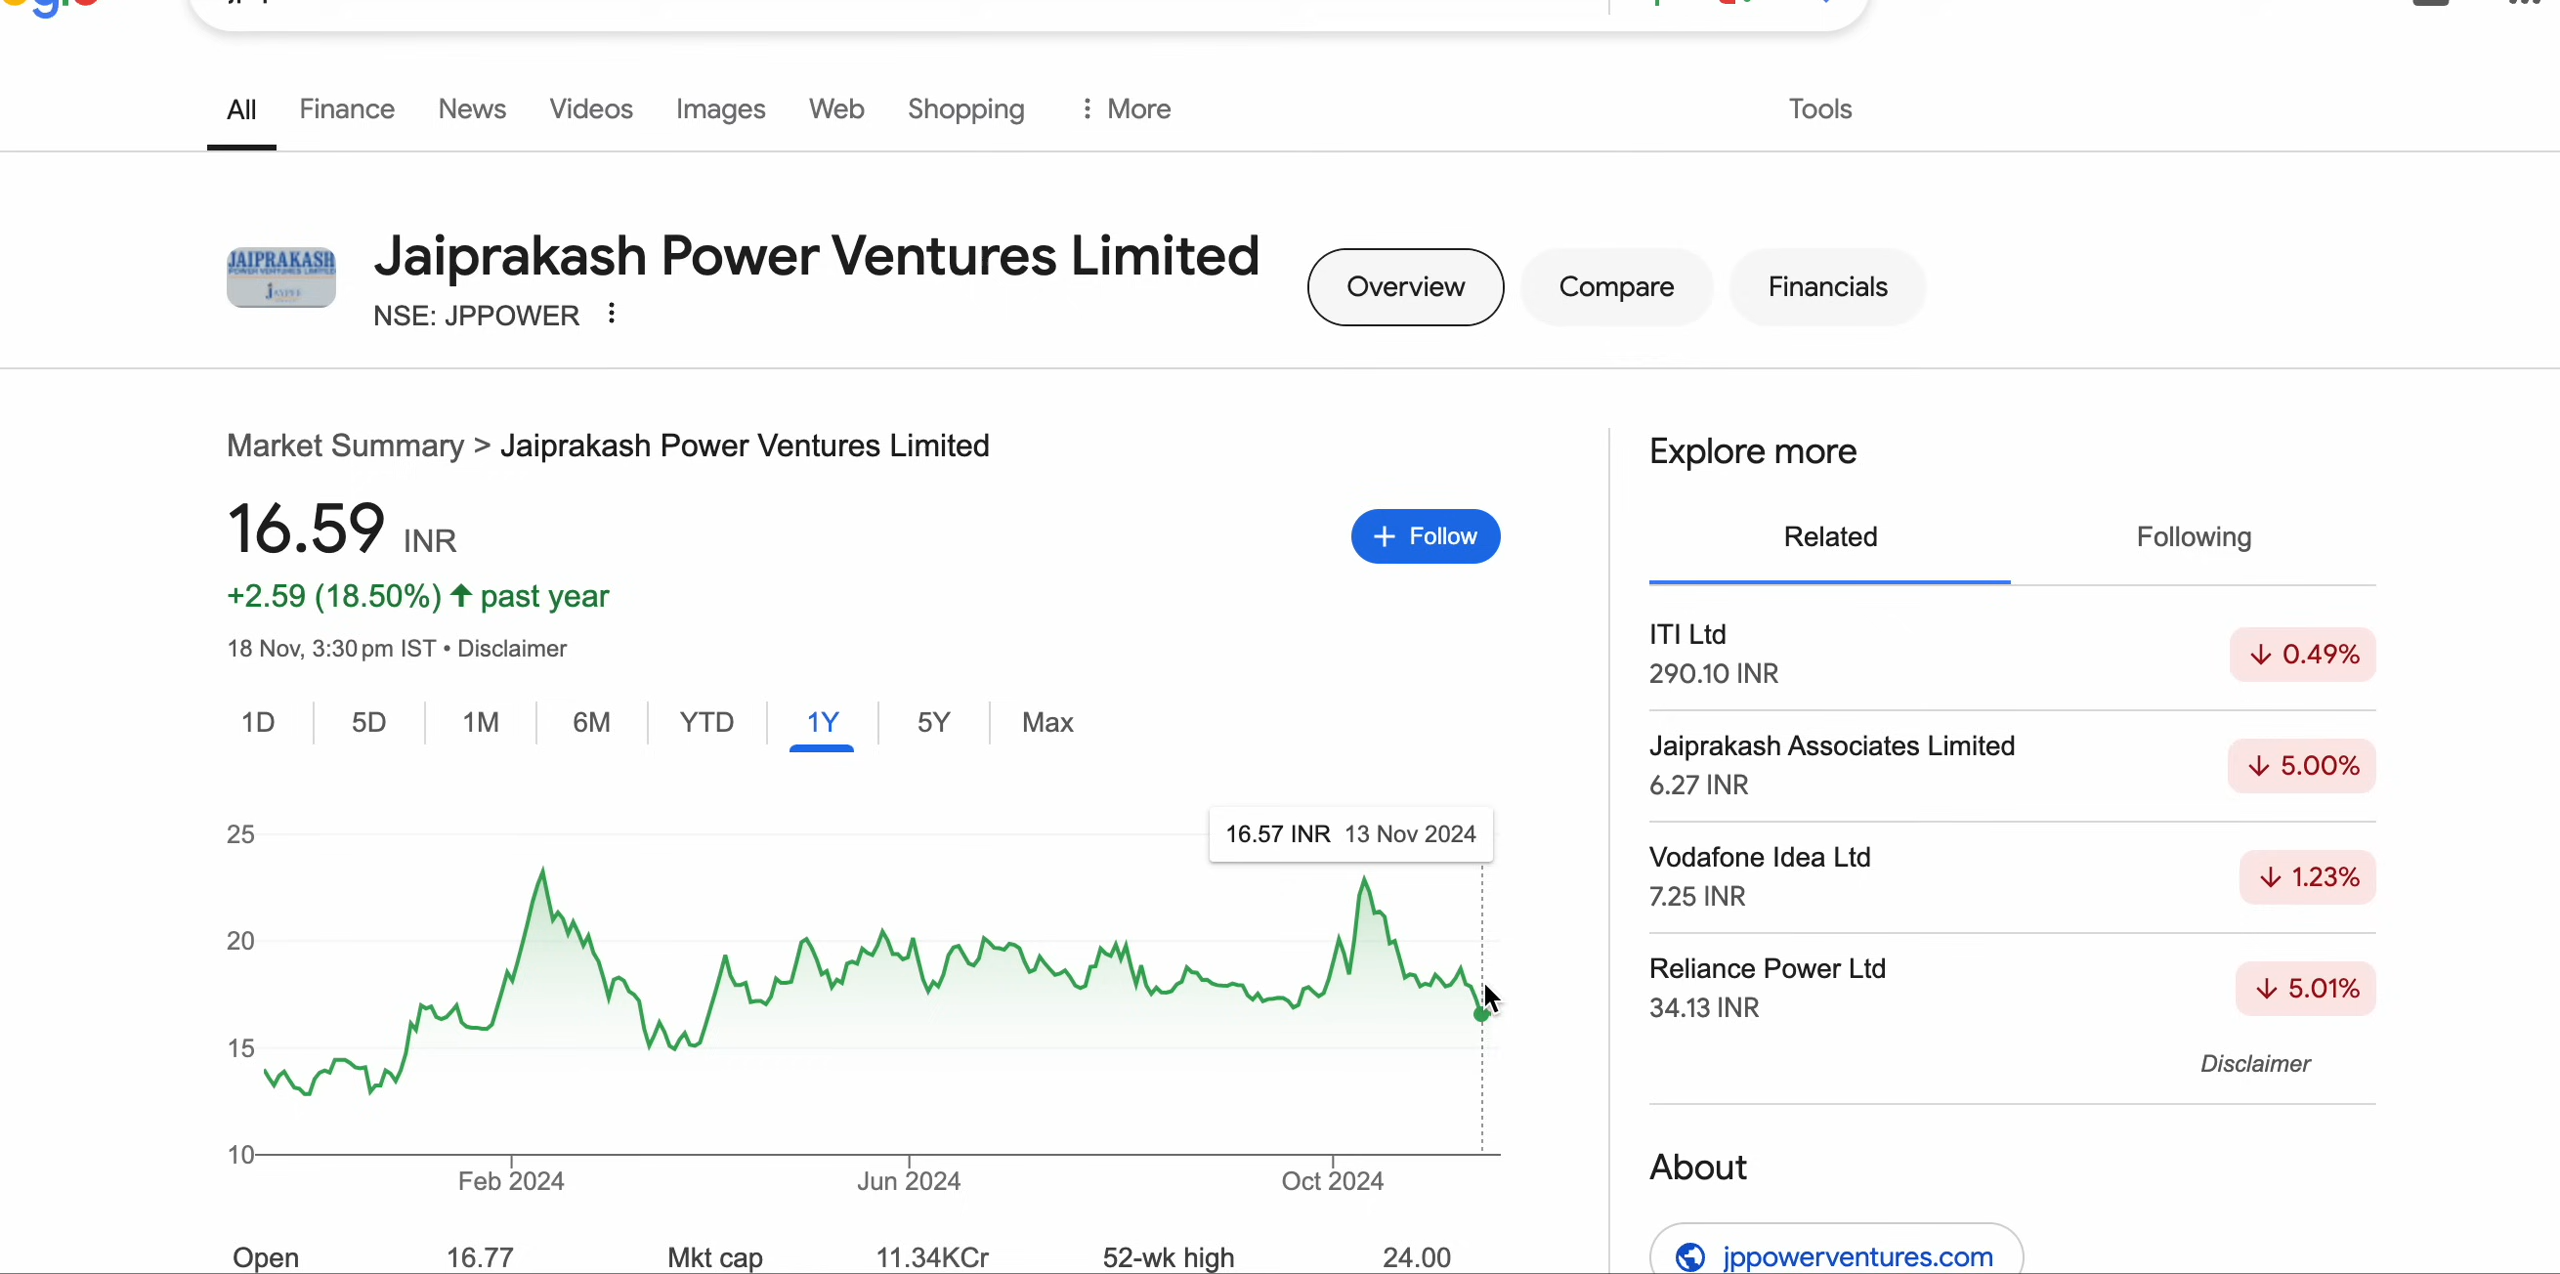 All Finance News Videos Images Web Shopping More Tools
JAIPRAKASH
POWER VENTURES LIMITED
Jaiprakash Power Ventures Limited
NSE: JPPOWER
Overview Compare Financials
Market Summary > Jaiprakash Power Ventures Limited
16.59 INR
+ Follow
+2.59 (18.50%) ↑ past year
18 Nov, 3:30 pm IST • Disclaimer
1D 5D 1M 6M YTD 1Y 5Y Max
16.57 INR 13 Nov 2024
25
20
15
10
Feb 2024 Jun 2024 Oct 2024
Open 16.77 Mkt cap 11.34KCr 52-wk high 24.00
Explore more
Related Following
ITI Ltd
290.10 INR
↓ 0.49%
Jaiprakash Associates Limited
6.27 INR
↓ 5.00%
Vodafone Idea Ltd
7.25 INR
↓ 1.23%
Reliance Power Ltd
34.13 INR
↓ 5.01%
Disclaimer
About
jppowerventures.com